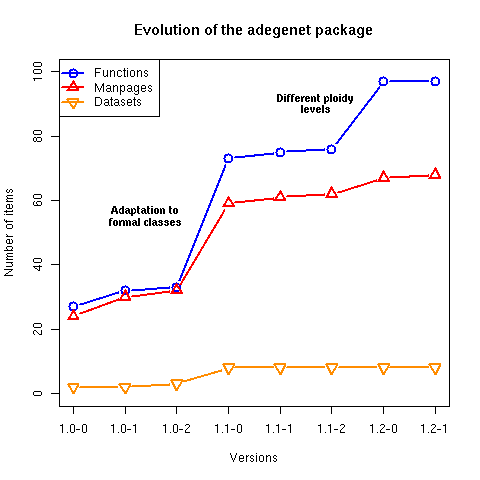 Evolution of the adegenet package
Functions
Manpages
Datasets
Different ploidy
levels
Adaptation to
formal classes
Number of items
100
80
60
40
20
0
1.0-0 1.0-1 1.0-2 1.1-0 1.1-1 1.1-2 1.2-0 1.2-1
Versions